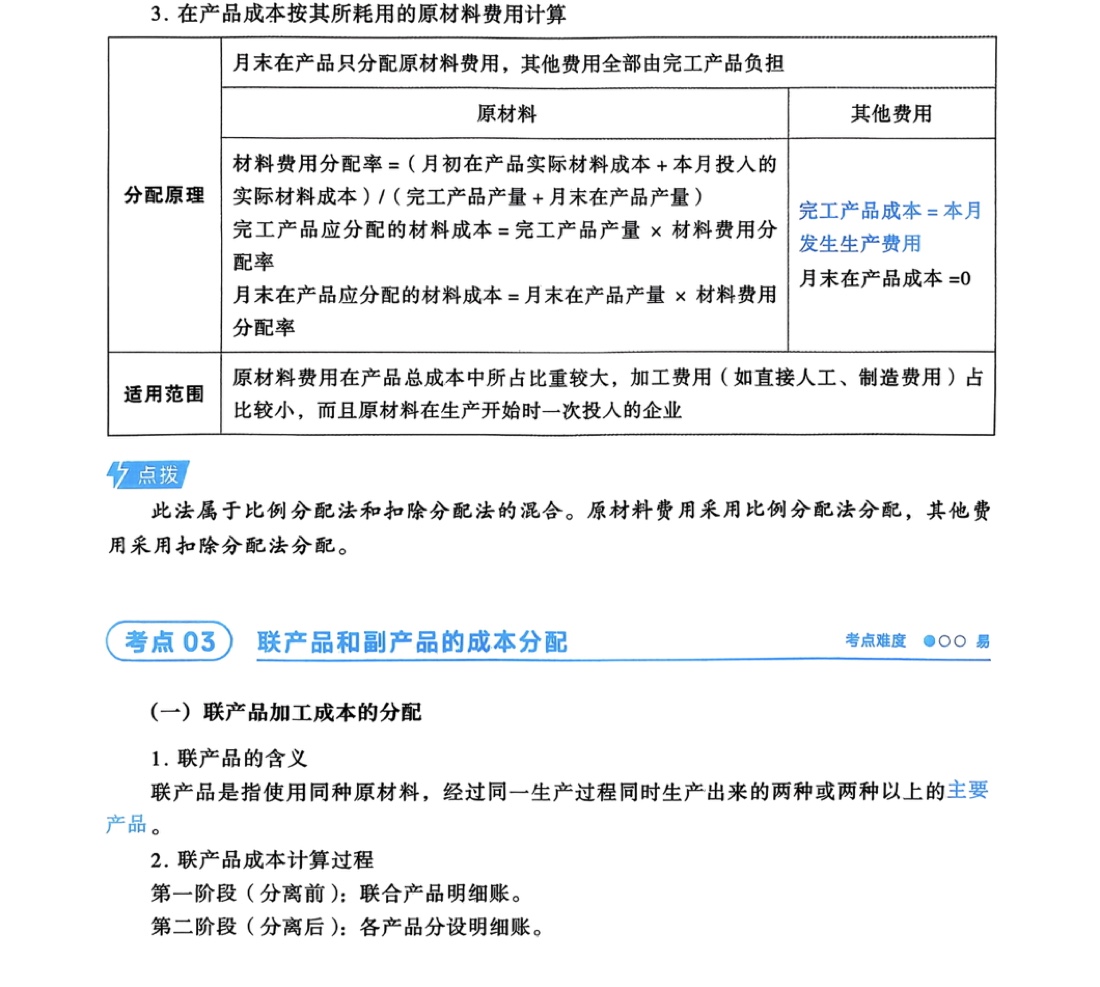 3. 在产品成本按其所耗用的原材料费用计算
月末在产品只分配原材料费用，其他费用全部由完工产品负担
原材料
其他费用
分配原理
材料费用分配率 =（月初在产品实际材料成本 + 本月投入的
实际材料成本）/（完工产品产量 + 月末在产品产量）
完工产品应分配的材料成本 = 完工产品产量 × 材料费用分
配率
月末在产品应分配的材料成本 = 月末在产品产量 × 材料费用
分配率
完工产品成本 = 本月
发生生产费用
月末在产品成本 =0
适用范围
原材料费用在产品总成本中所占比重较大，加工费用（如直接人工、制造费用）占
比较小，而且原材料在生产开始时一次投入的企业
点拨
此法属于比例分配法和扣除分配法的混合。原材料费用采用比例分配法分配，其他费
用采用扣除分配法分配。
考点 03 联产品和副产品的成本分配 考点难度 易
（一）联产品加工成本的分配
1. 联产品的含义
联产品是指使用同种原材料，经过同一生产过程同时生产出来的两种或两种以上的主要
产品。
2. 联产品成本计算过程
第一阶段（分离前）：联合产品明细账。
第二阶段（分离后）：各产品分设明细账。